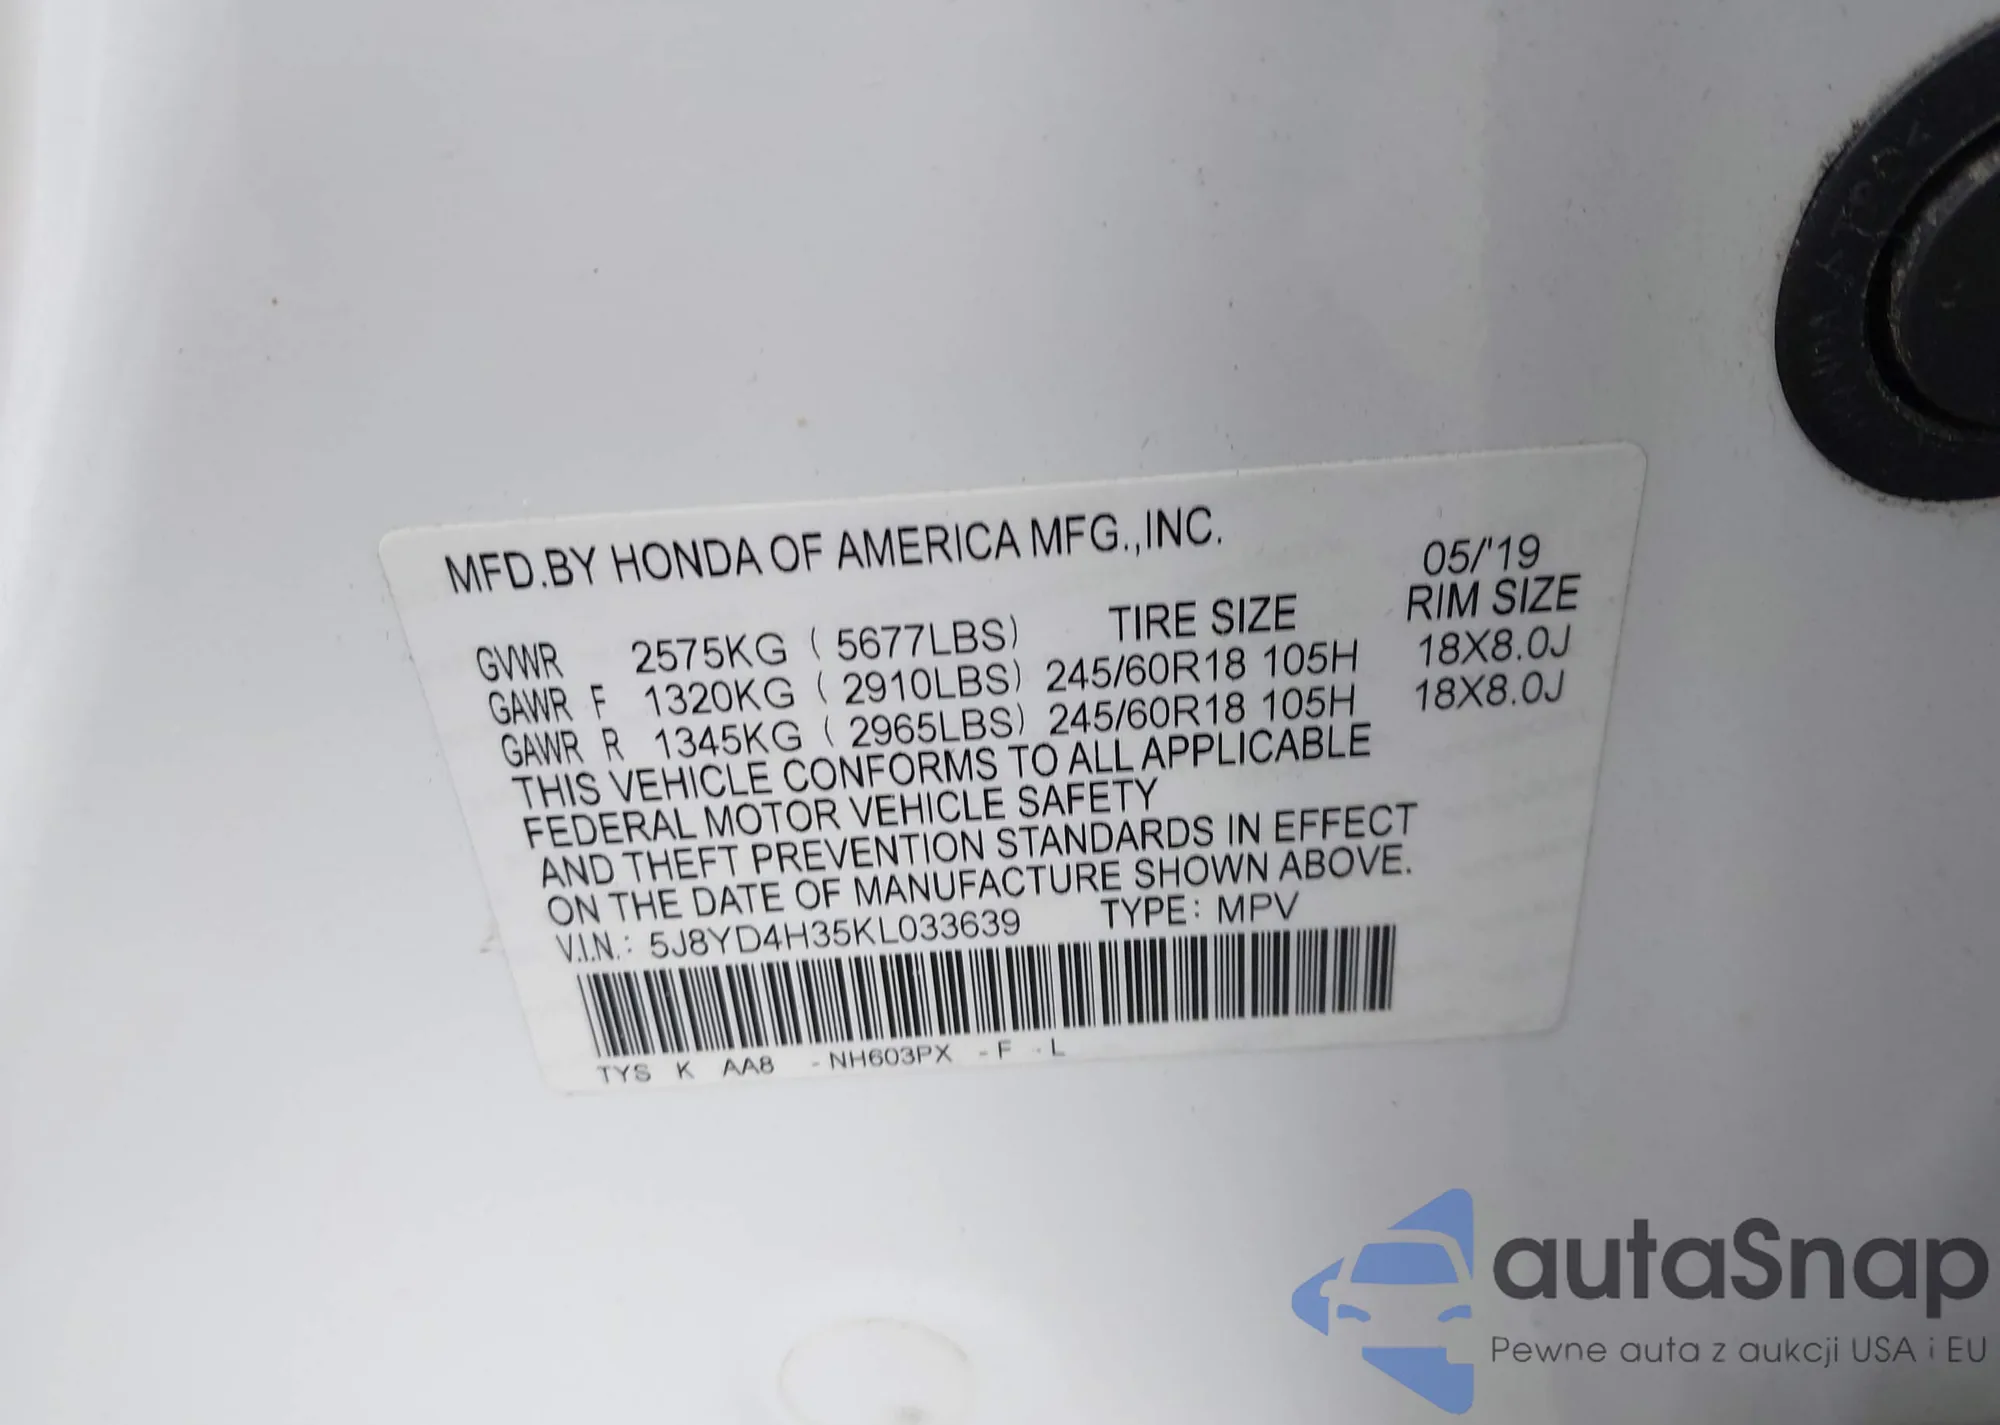 MFD.BY HONDA OF AMERICA MFG.,INC. 05/'19
TIRE SIZE RIM SIZE
GVWR 2575KG ( 5677LBS)
GAWR F 1320KG ( 2910LBS) 245/60R18 105H 18X8.0J
GAWR R 1345KG ( 2965LBS) 245/60R18 105H 18X8.0J
THIS VEHICLE CONFORMS TO ALL APPLICABLE
FEDERAL MOTOR VEHICLE SAFETY
AND THEFT PREVENTION STANDARDS IN EFFECT
ON THE DATE OF MANUFACTURE SHOWN ABOVE.
V.I.N.: 5J8YD4H35KL033639 TYPE: MPV
TYS K AA8 -NH603PX -F -L
autaSnap
Pewne auta z aukcji USA i EU